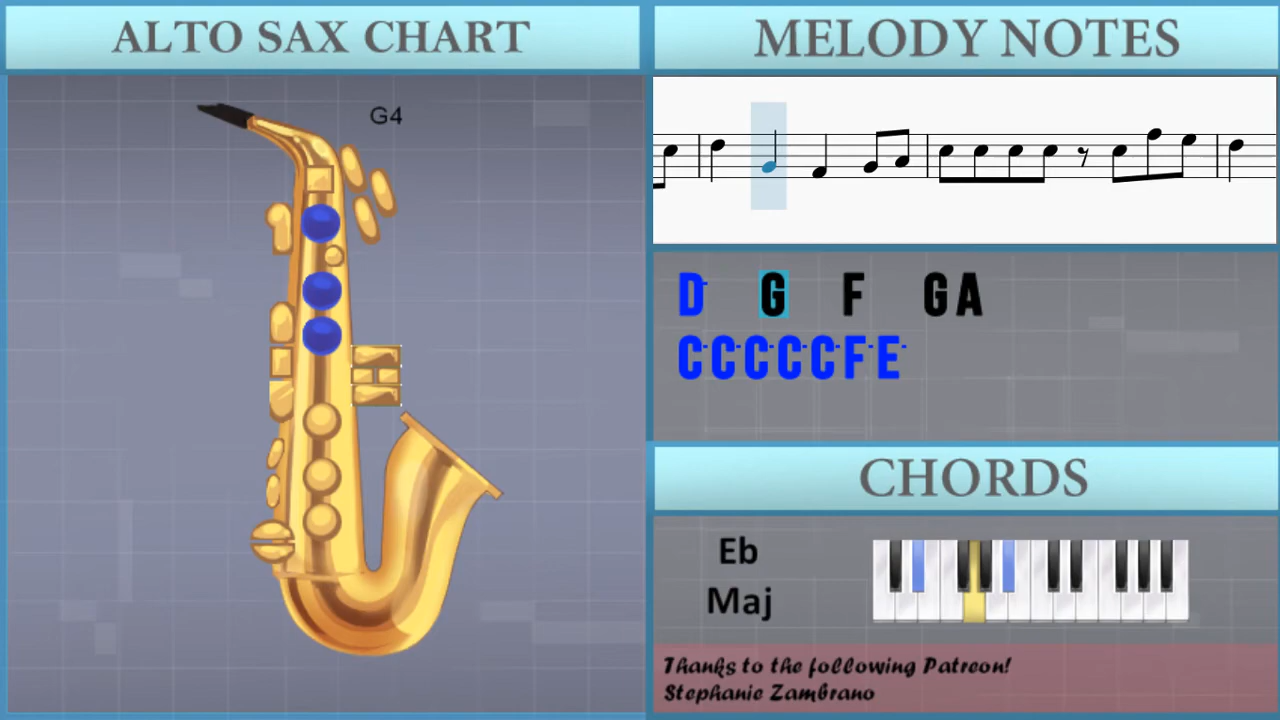 ALTO SAX CHART
G4
MELODY NOTES
D G F G A
C C C C C F E
CHORDS
Eb
Maj
Thanks to the following Patreon!
Stephanie Zambrano